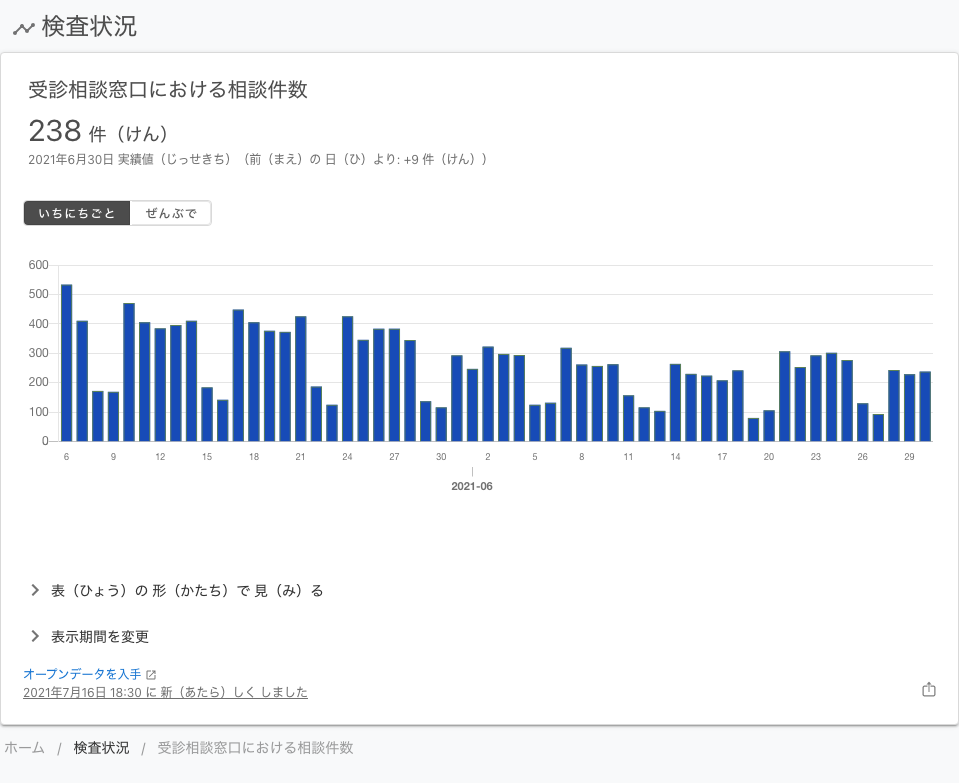 検査状況
受診相談窓口における相談件数
238 件（けん）
2021年6月30日 実績値（じっせきち）（前（まえ）の 日（ひ）より: +9 件（けん））
いちにちごと ぜんぶで
600
500
400
300
200
100
0
6 9 12 15 18 21 24 27 30 2 5 8 11 14 17 20 23 26 29
2021-06
表（ひょう）の 形（かたち）で 見（み）る
表示期間を変更
オープンデータを入手
2021年7月16日 18:30 に 新（あたら）しく しました
ホーム / 検査状況 / 受診相談窓口における相談件数